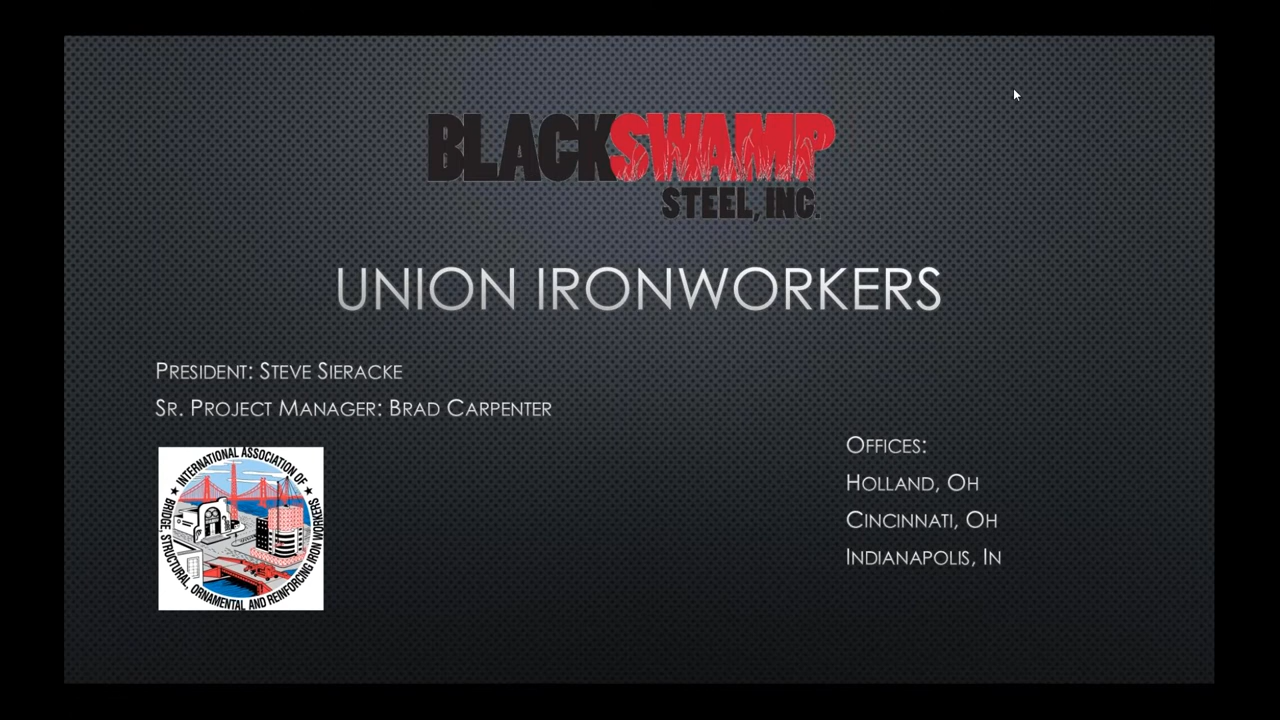 BLACKSWAMP
STEEL, INC.
UNION IRONWORKERS
PRESIDENT: STEVE SIERACKE
SR. PROJECT MANAGER: BRAD CARPENTER
INTERNATIONAL ASSOCIATION OF
BRIDGE, STRUCTURAL, ORNAMENTAL AND REINFORCING IRON WORKERS
OFFICES:
HOLLAND, OH
CINCINNATI, OH
INDIANAPOLIS, IN